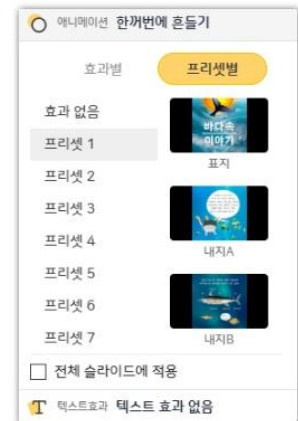 애니메이션 한꺼번에 흔들기
효과별 프리셋별
효과 없음
프리셋 1
프리셋 2
프리셋 3
프리셋 4
프리셋 5
프리셋 6
프리셋 7
바다속
이야기
표지
내지A
내지B
전체 슬라이드에 적용
T 텍스트효과 텍스트 효과 없음